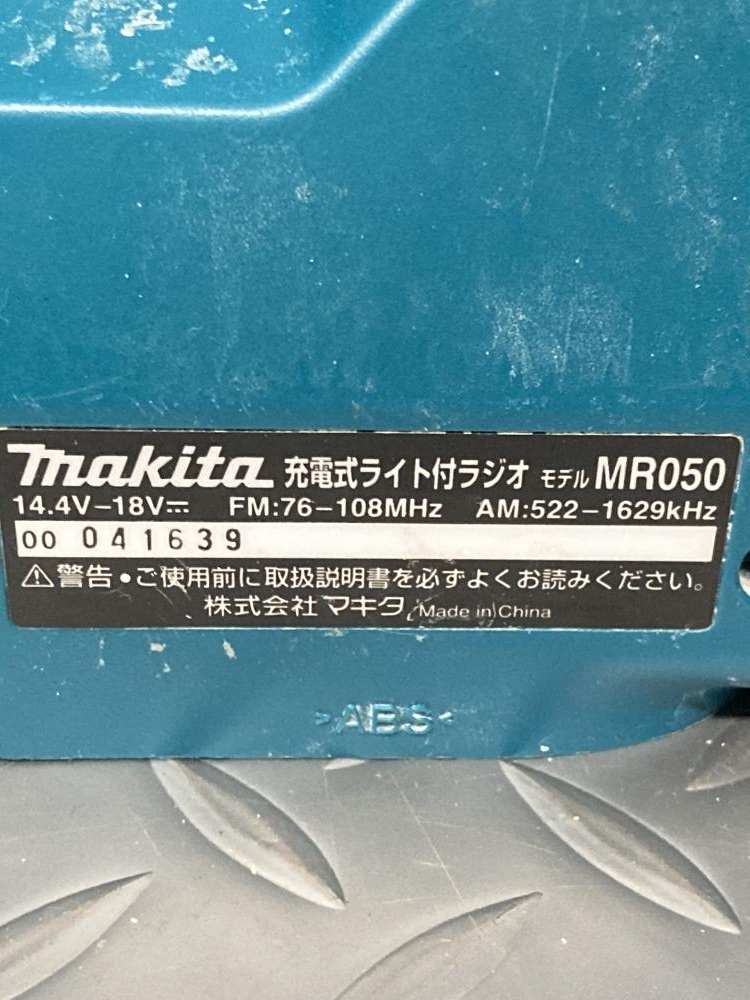 makita 充電式ライト付ラジオ モデル MR050
14.4V-18V⎓ FM:76-108MHz AM:522-1629kHz
00 041639
⚠警告●ご使用前に取扱説明書を必ずよくお読みください。
株式会社マキタ Made in China
>ABS<